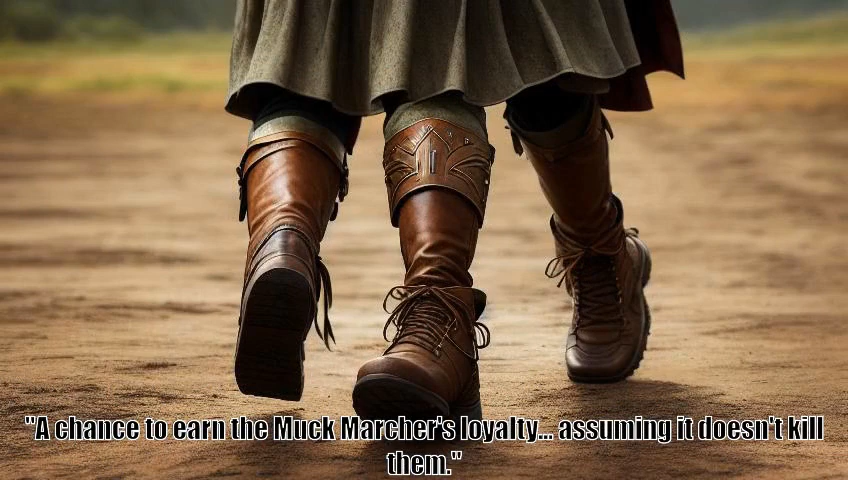 "A chance to earn the Muck Marcher's loyalty... assuming it doesn't kill
them."